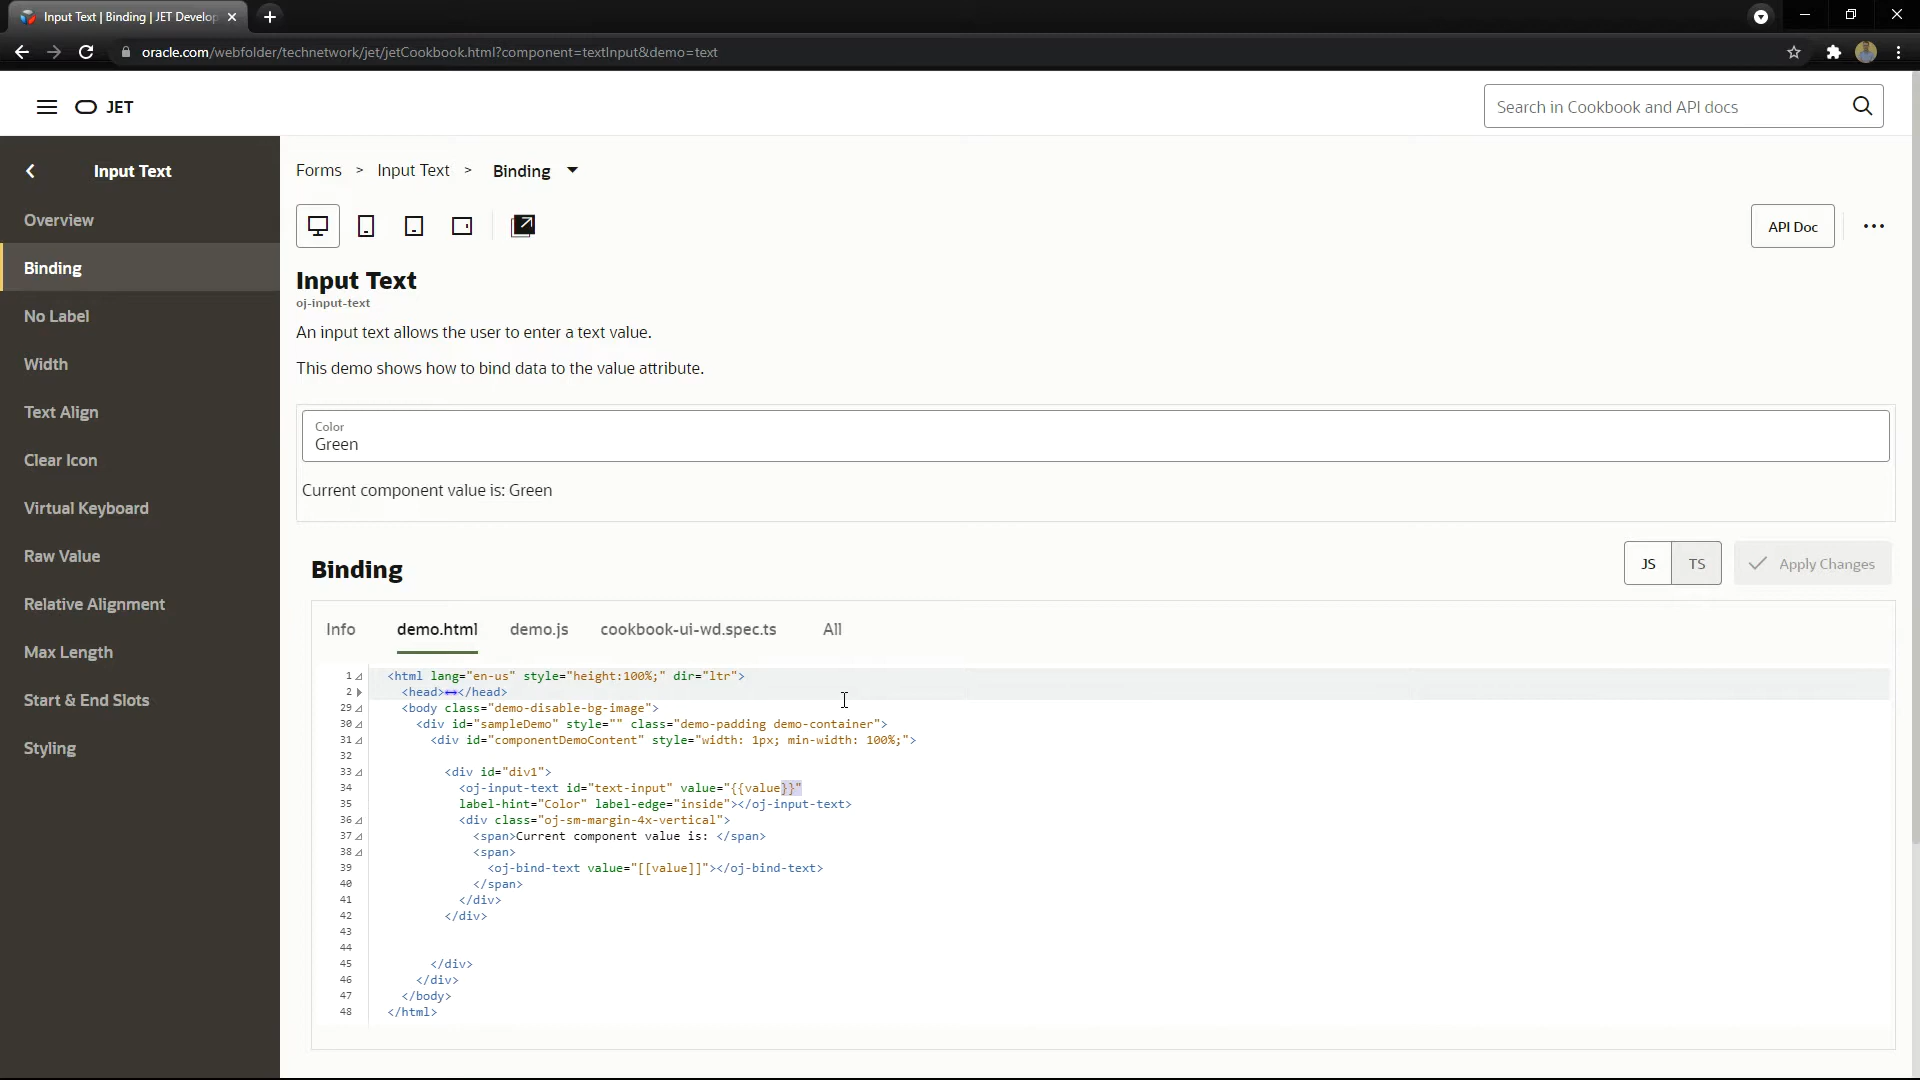 Input Text | Binding | JET Develop
oracle.com/webfolder/technetwork/jet/jetCookbook.html?component=textInput&demo=text
JET
Search in Cookbook and API docs
Input Text
Overview
Binding
No Label
Width
Text Align
Clear Icon
Virtual Keyboard
Raw Value
Relative Alignment
Max Length
Start & End Slots
Styling
Forms > Input Text > Binding
API Doc
Input Text
oj-input-text
An input text allows the user to enter a text value.
This demo shows how to bind data to the value attribute.
Color
Green
Current component value is: Green
Binding
JS TS Apply Changes
Info demo.html demo.js cookbook-ui-wd.spec.ts All
1 <html lang="en-us" style="height:100%;" dir="ltr">
2 <head>↔</head>
29 <body class="demo-disable-bg-image">
30 <div id="sampleDemo" style="" class="demo-padding demo-container">
31 <div id="componentDemoContent" style="width: 1px; min-width: 100%;">
32
33 <div id="div1">
34 <oj-input-text id="text-input" value="{{value}}"
35 label-hint="Color" label-edge="inside"></oj-input-text>
36 <div class="oj-sm-margin-4x-vertical">
37 <span>Current component value is: </span>
38 <span>
39 <oj-bind-text value="[[value]]"></oj-bind-text>
40 </span>
41 </div>
42 </div>
43
44
45 </div>
46 </div>
47 </body>
48 </html>